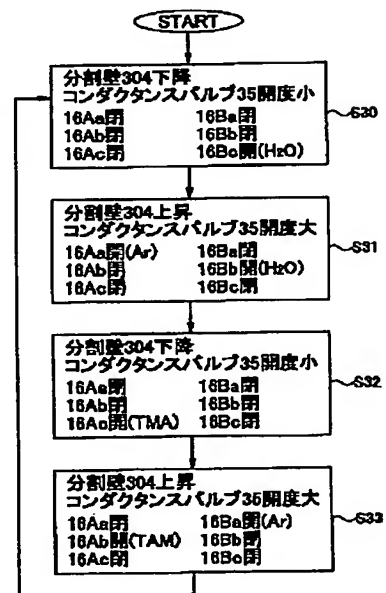 START
分割壁304下降
コンダクタンスバルブ35開度小
16Aa閉 16Ba閉
16Ab閉 16Bb閉
16Ac閉 16Bc開(H2O)
S30
分割壁304上昇
コンダクタンスバルブ35開度大
16Aa開(Ar) 16Ba閉
16Ab閉 16Bb開(H2O)
16Ac閉 16Bc閉
S31
分割壁304下降
コンダクタンスバルブ35開度小
16Aa閉 16Ba閉
16Ab閉 16Bb閉
16Ac開(TMA) 16Bc閉
S32
分割壁304上昇
コンダクタンスバルブ35開度大
16Aa閉 16Ba開(Ar)
16Ab開(TAM) 16Bb閉
16Ac閉 16Bc閉
S33